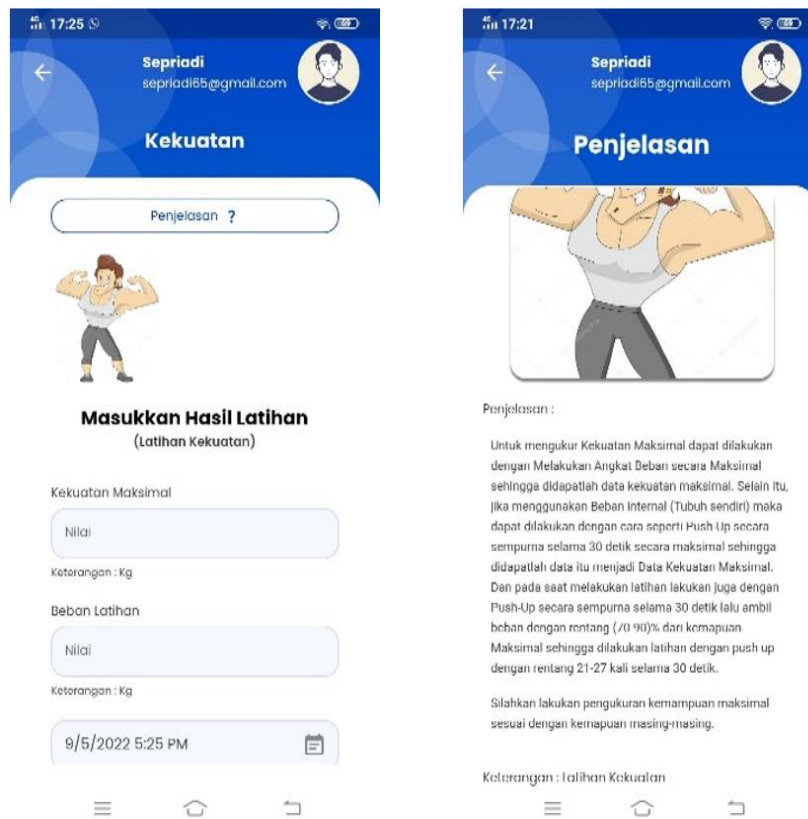 4G 17:25 69
Sepriadi
sepriadi65@gmail.com
Kekuatan
Penjelasan ?
Masukkan Hasil Latihan
(Latihan Kekuatan)
Kekuatan Maksimal
Nilai
Keterangan : Kg
Beban Latihan
Nilai
Keterangan : Kg
9/5/2022 5:25 PM
4G 17:21 69
Sepriadi
sepriadi65@gmail.com
Penjelasan
Penjelasan :
Untuk mengukur Kekuatan Maksimal dapat dilakukan
dengan Melakukan Angkat Beban secara Maksimal
sehingga didapatlah data kekuatan maksimal. Selain itu,
jika menggunakan Beban Internal (Tubuh sendiri) maka
dapat dilakukan dengan cara seperti Push Up secara
sempurna selama 30 detik secara maksimal sehingga
didapatlah data itu menjadi Data Kekuatan Maksimal.
Dan pada saat melakukan latihan lakukan juga dengan
Push-Up secara sempurna selama 30 detik lalu ambil
beban dengan rentang (70 90)% dari kemapuan
Maksimal sehingga dilakukan latihan dengan push up
dengan rentang 21-27 kali selama 30 detik.
Silahkan lakukan pengukuran kemampuan maksimal
sesuai dengan kemapuan masing-masing.
Keterangan : Latihan Kekuatan